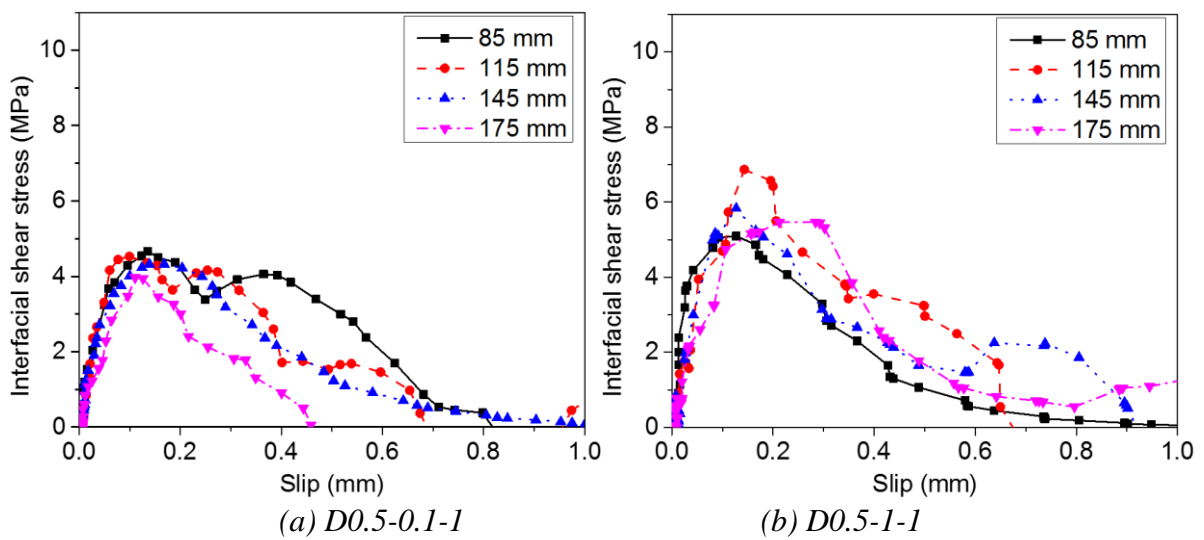 10
8
6
4
2
0
Interfacial shear stress (MPa)
85 mm
115 mm
145 mm
175 mm
0.0
0.2
0.4
0.6
0.8
1.0
Slip (mm)
(a) D0.5-0.1-1
10
8
6
4
2
0
Interfacial shear stress (MPa)
85 mm
115 mm
145 mm
175 mm
0.0
0.2
0.4
0.6
0.8
1.0
Slip (mm)
(b) D0.5-1-1